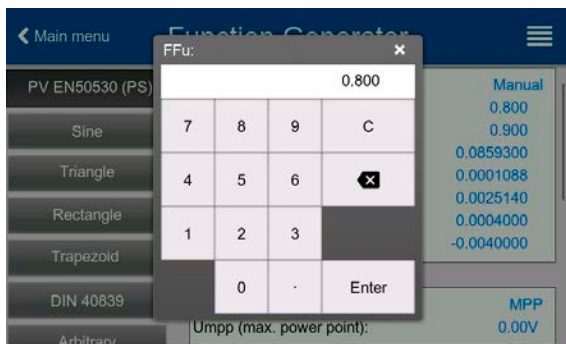 Main menu
Function Generator
FFu:
×
0.800
PV EN50530 (PS)
Sine
Triangle
Rectangle
Trapezoid
DIN 40839
Arbitrary
7 8 9 C
4 5 6
1 2 3
0 . Enter
Manual
0.800
0.900
0.0859300
0.0001088
0.0025140
0.0004000
-0.0040000
MPP
Umpp (max. power point): 0.00V